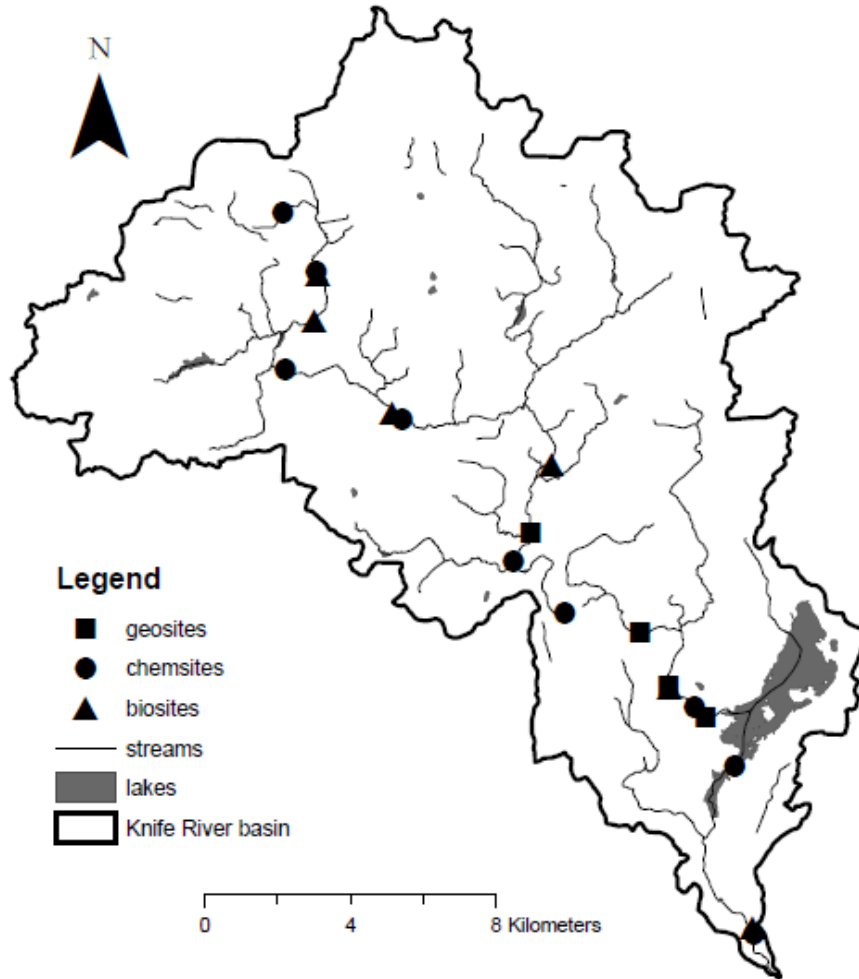 N
Legend
geosites
chemsites
biosites
streams
lakes
Knife River basin
0 4 8 Kilometers